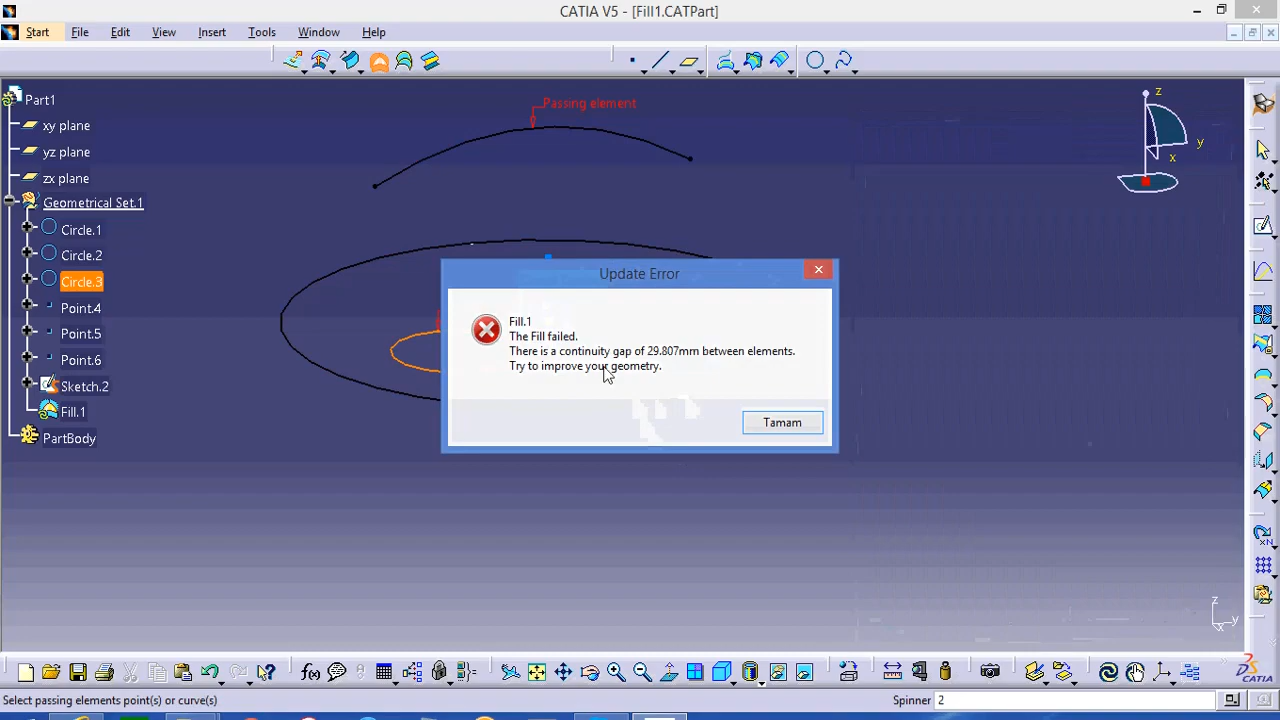 CATIA V5 - [Fill1.CATPart]
Start File Edit View Insert Tools Window Help
Part1
xy plane
yz plane
zx plane
Geometrical Set.1
Circle.1
Circle.2
Circle.3
Point.4
Point.5
Point.6
Sketch.2
Fill.1
PartBody
Passing element
z
y
x
Update Error
Fill.1
The Fill failed.
There is a continuity gap of 29.807mm between elements.
Try to improve your geometry.
Tamam
z
y
x
f(x)
CATIA
Select passing elements point(s) or curve(s)
Spinner 2